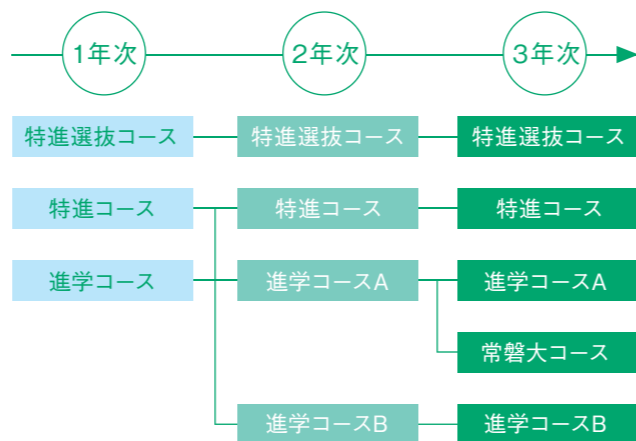 1年次
2年次
3年次
特進選抜コース
特進選抜コース
特進選抜コース
特進コース
特進コース
特進コース
進学コース
進学コースA
進学コースA
常磐大コース
進学コースB
進学コースB